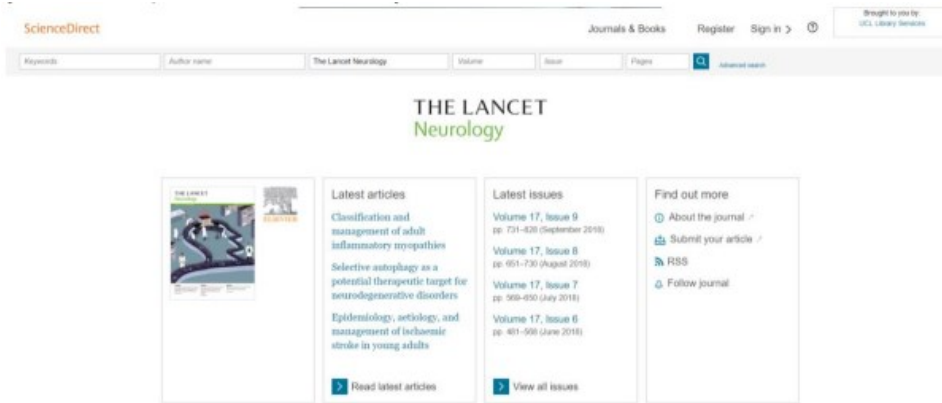 ScienceDirect
Journals & Books
Register
Sign in >
Brought to you by:
UCL Library Services
Keywords
Author name
The Lancet Neurology
Volume
Issue
Pages
Advanced search
THE LANCET
Neurology
THE LANCET
Neurology
ELSEVIER
Latest articles
Classification and
management of adult
inflammatory myopathies
Selective autophagy as a
potential therapeutic target for
neurodegenerative disorders
Epidemiology, aetiology, and
management of ischaemic
stroke in young adults
> Read latest articles
Latest issues
Volume 17, Issue 9
pp. 731–828 (September 2018)
Volume 17, Issue 8
pp. 651–730 (August 2018)
Volume 17, Issue 7
pp. 569–650 (July 2018)
Volume 17, Issue 6
pp. 481–568 (June 2018)
> View all issues
Find out more
About the journal
Submit your article
RSS
Follow journal